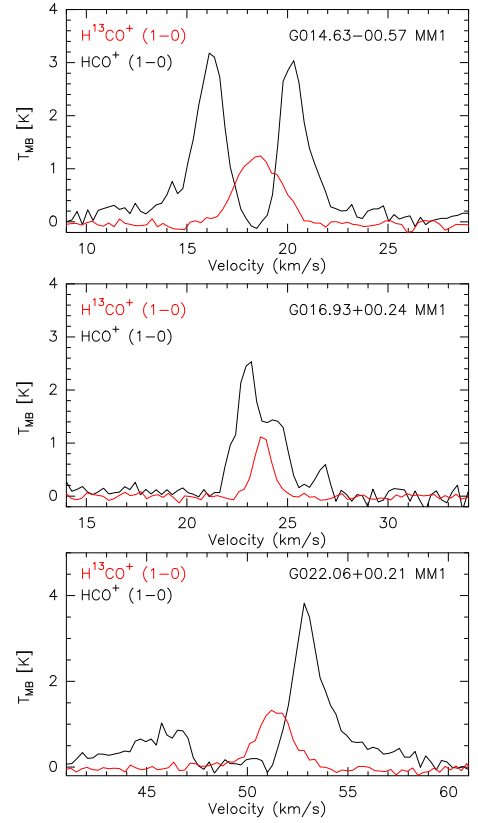 4
H¹³CO⁺ (1−0) G014.63−00.57 MM1
HCO⁺ (1−0)
3
2
1
0
T_MB [K]
10 15 20 25
Velocity (km/s)
4
H¹³CO⁺ (1−0) G016.93+00.24 MM1
HCO⁺ (1−0)
3
2
1
0
T_MB [K]
15 20 25 30
Velocity (km/s)
H¹³CO⁺ (1−0) G022.06+00.21 MM1
HCO⁺ (1−0)
4
2
0
T_MB [K]
45 50 55 60
Velocity (km/s)